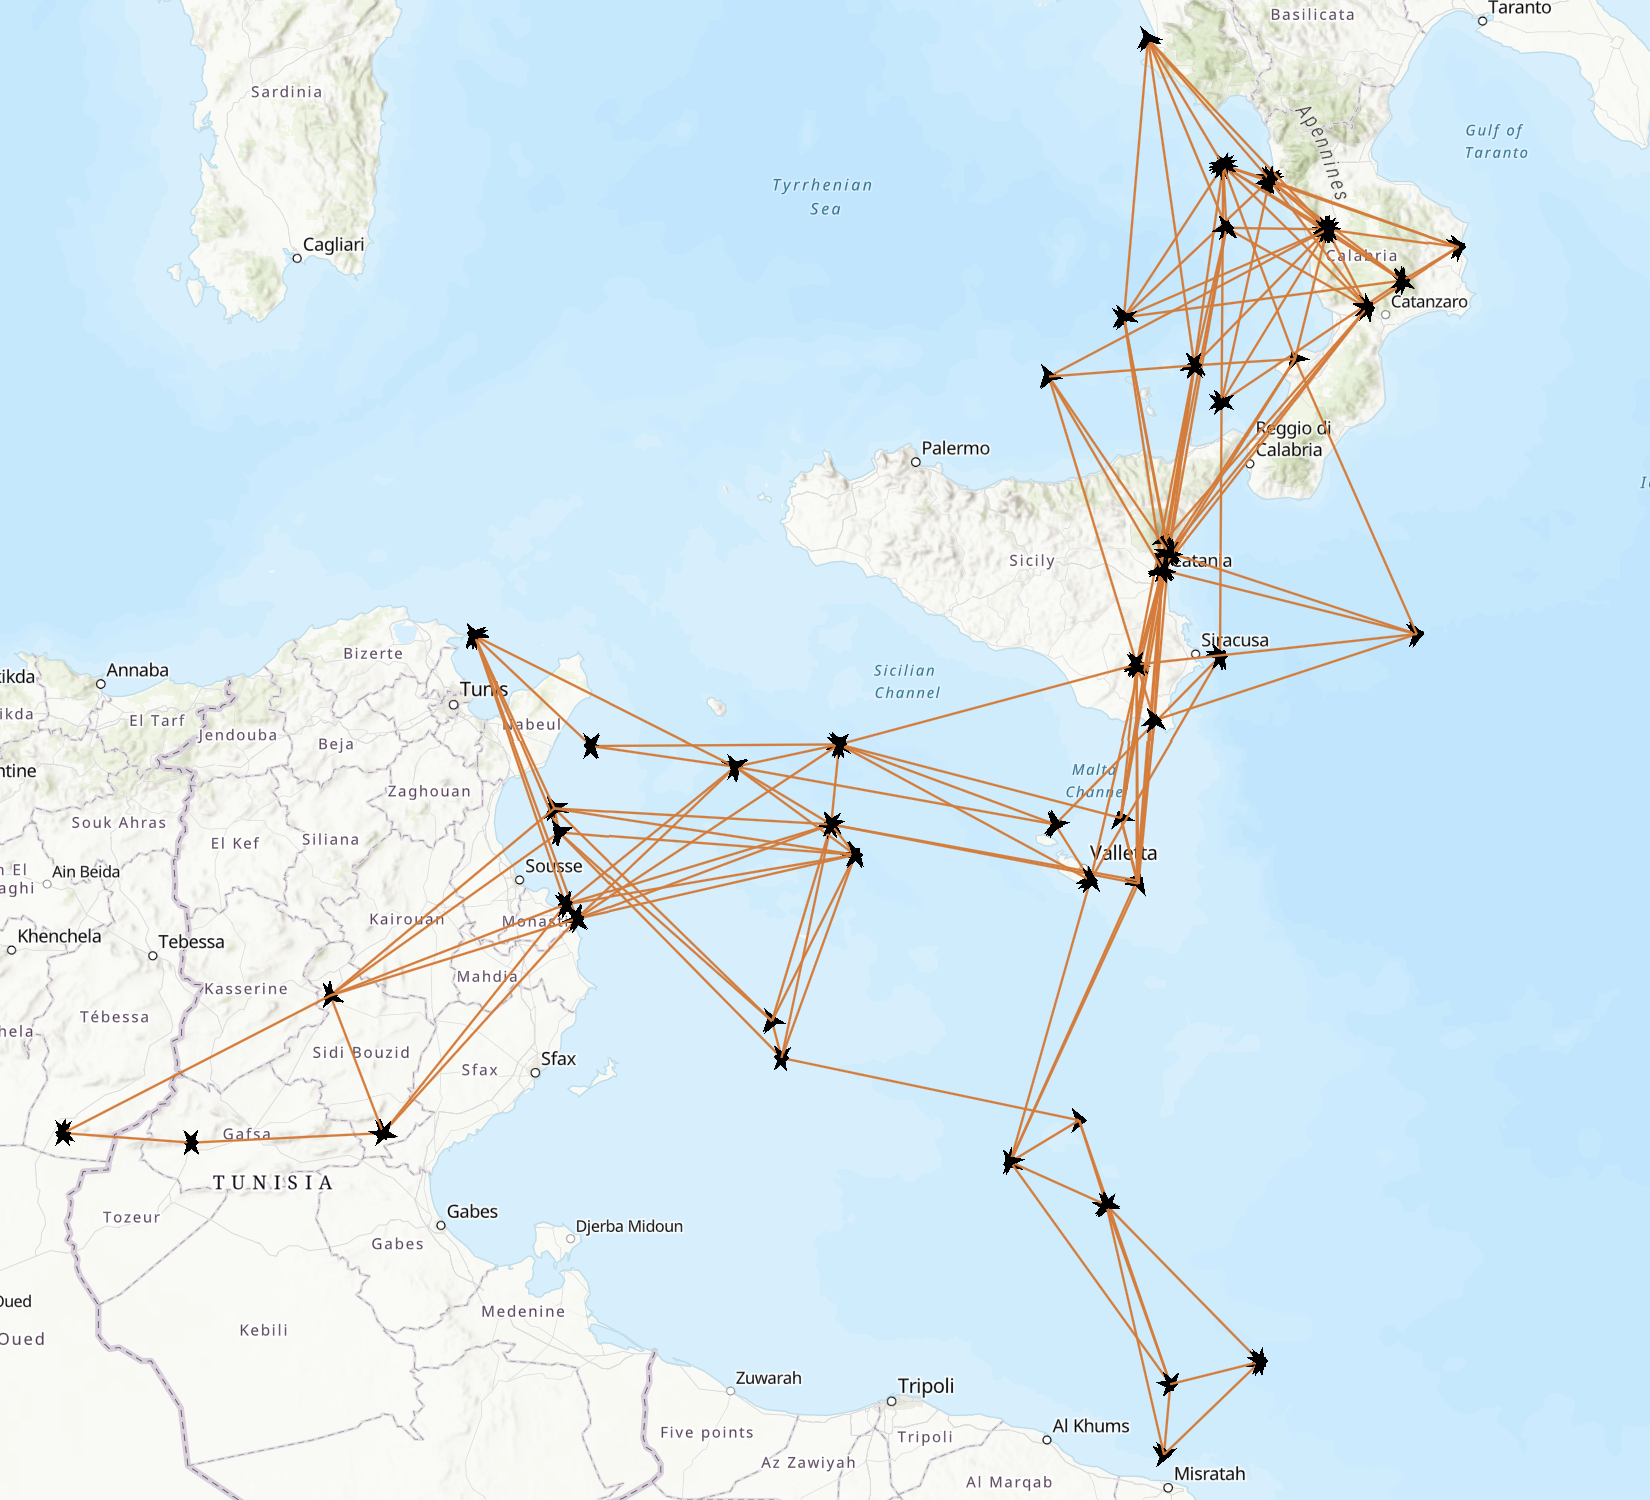 Taranto
Basilicata
Sardinia
Apennines
Gulf of
Taranto
Tyrrhenian
Sea
Cagliari
Calabria
Catanzaro
Reggio di
Calabria
Palermo
Sicily
Catania
Siracusa
Bizerte
Annaba
Sicilian
Channel
Tunis
El Tarf
Nabeul
Jendouba
Beja
Malta
Channel
Zaghouan
Souk Ahras
El Kef
Siliana
Valletta
Sousse
Ain Beida
Kairouan
Khenchela
Tebessa
Mahdia
Kasserine
Tébessa
Sidi Bouzid
Sfax
Sfax
Gafsa
TUNISIA
Tozeur
Gabes
Djerba Midoun
Gabes
Medenine
Kebili
Oued
Zuwarah
Tripoli
Al Khums
Five points
Tripoli
Az Zawiyah
Misratah
Al Marqab